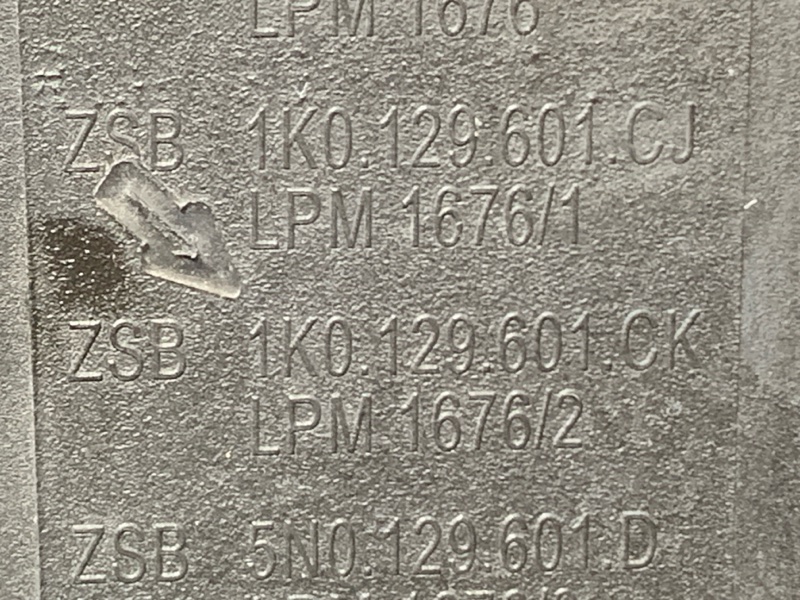 LPM 1676
ZSB 1K0.129.601.CJ
LPM 1676/1
ZSB 1K0.129.601.CK
LPM 1676/2
ZSB 5N0.129.601.D